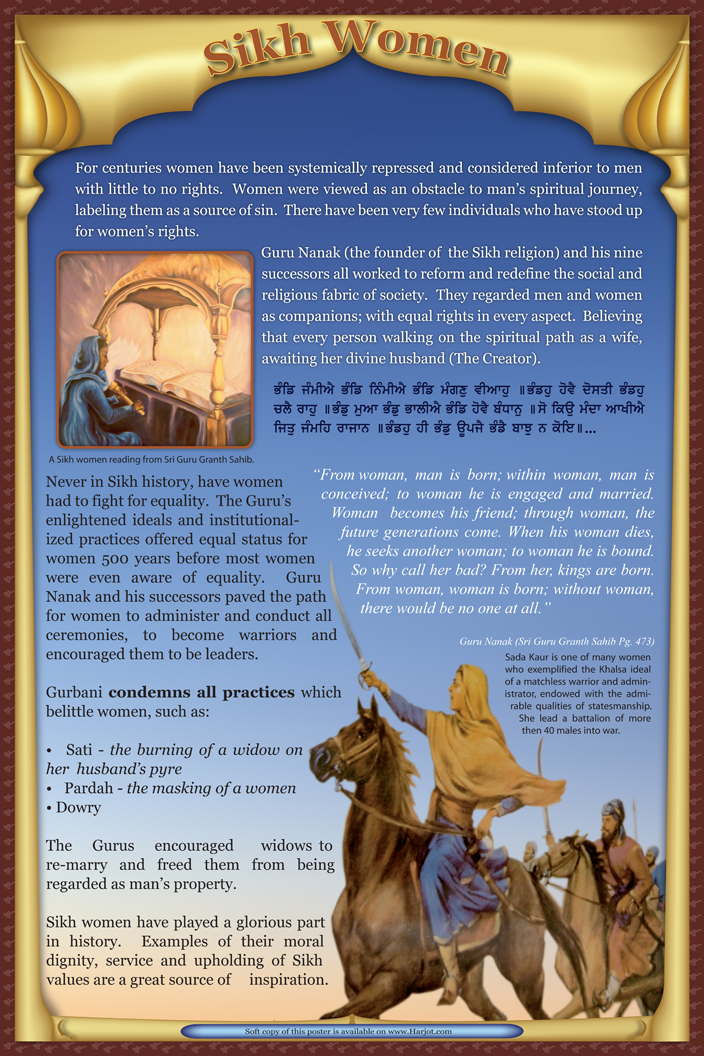 Sikh Women
For centuries women have been systemically repressed and considered inferior to men
with little to no rights.  Women were viewed as an obstacle to man's spiritual journey,
labeling them as a source of sin.  There have been very few individuals who have stood up
for women's rights.
Guru Nanak (the founder of  the Sikh religion) and his nine
successors all worked to reform and redefine the social and
religious fabric of society.  They regarded men and women
as companions; with equal rights in every aspect.  Believing
that every person walking on the spiritual path as a wife,
awaiting her divine husband (The Creator).
ਭੰਡਿ ਜੰਮੀਐ ਭੰਡਿ ਨਿੰਮੀਐ ਭੰਡਿ ਮੰਗਣੁ ਵੀਆਹੁ ॥ਭੰਡਹੁ ਹੋਵੈ ਦੋਸਤੀ ਭੰਡਹੁ
ਚਲੈ ਰਾਹੁ ॥ਭੰਡੁ ਮੁਆ ਭੰਡੁ ਭਾਲੀਐ ਭੰਡਿ ਹੋਵੈ ਬੰਧਾਨੁ ॥ਸੋ ਕਿਉ ਮੰਦਾ ਆਖੀਐ
ਜਿਤੁ ਜੰਮਹਿ ਰਾਜਾਨ ॥ਭੰਡਹੁ ਹੀ ਭੰਡੁ ਊਪਜੈ ਭੰਡੈ ਬਾਝੁ ਨ ਕੋਇ॥...
A Sikh women reading from Sri Guru Granth Sahib.
Never in Sikh history, have women
had to fight for equality.  The Guru's
enlightened ideals and institutional-
ized practices offered equal status for
women 500 years before most women
were even aware of equality.  Guru
Nanak and his successors paved the path
for women to administer and conduct all
ceremonies, to become warriors and
encouraged them to be leaders.
Gurbani condemns all practices which
belittle women, such as:
• Sati - the burning of a widow on
her husband's pyre
• Pardah - the masking of a women
• Dowry
The Gurus encouraged widows to
re-marry and freed them from being
regarded as man's property.
Sikh women have played a glorious part
in history.  Examples of their moral
dignity, service and upholding of Sikh
values are a great source of inspiration.
"From woman, man is born; within woman, man is
conceived; to woman he is engaged and married.
Woman becomes his friend; through woman, the
future generations come. When his woman dies,
he seeks another woman; to woman he is bound.
So why call her bad? From her, kings are born.
From woman, woman is born; without woman,
there would be no one at all."
Guru Nanak (Sri Guru Granth Sahib Pg. 473)
Sada Kaur is one of many women
who exemplified the Khalsa ideal
of a matchless warrior and admin-
istrator, endowed with the admi-
rable qualities of statesmanship.
She lead a battalion of more
then 40 males into war.
Soft copy of this poster is available on www.Harjot.com